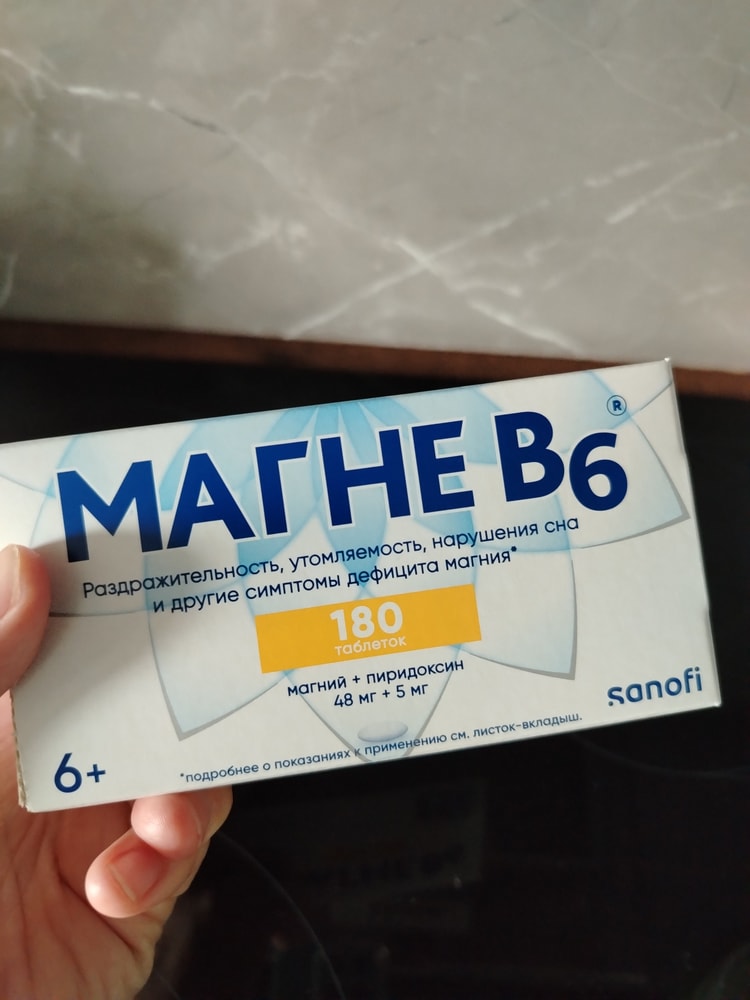 МАГНЕ В6®
Раздражительность, утомляемость, нарушения сна
и другие симптомы дефицита магния*
180
таблеток
магний + пиридоксин
48 мг + 5 мг
sanofi
6+
*подробнее о показаниях к применению см. листок-вкладыш.